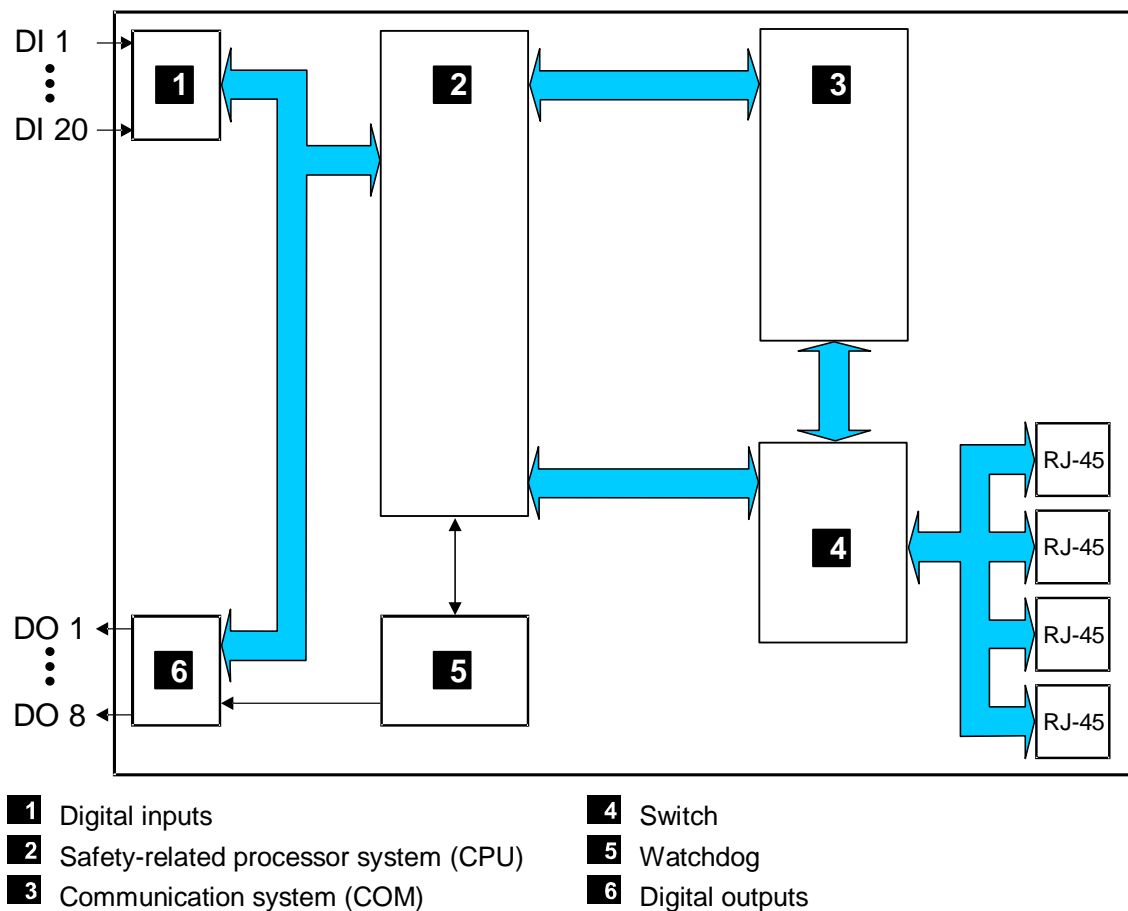 DI 1
DI 20
1
2
3
RJ-45
RJ-45
4
RJ-45
DO 1
6
5
DO 8
RJ-45
1 Digital inputs
4 Switch
2 Safety-related processor system (CPU)
5 Watchdog
3 Communication system (COM)
6 Digital outputs